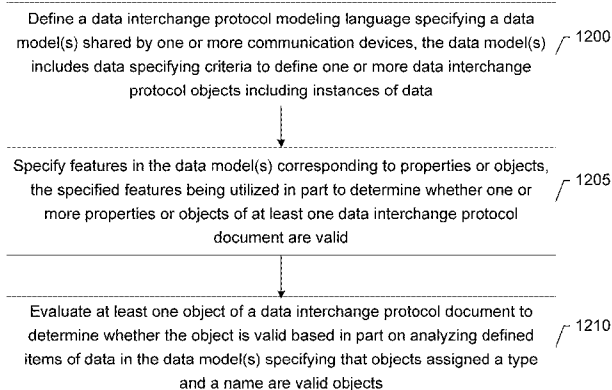 Define a data interchange protocol modeling language specifying a data
model(s) shared by one or more communication devices, the data model(s)
includes data specifying criteria to define one or more data interchange
protocol objects including instances of data
1200
Specify features in the data model(s) corresponding to properties or objects,
the specified features being utilized in part to determine whether one or
more properties or objects of at least one data interchange protocol
document are valid
1205
Evaluate at least one object of a data interchange protocol document to
determine whether the object is valid based in part on analyzing defined
items of data in the data model(s) specifying that objects assigned a type
and a name are valid objects
1210